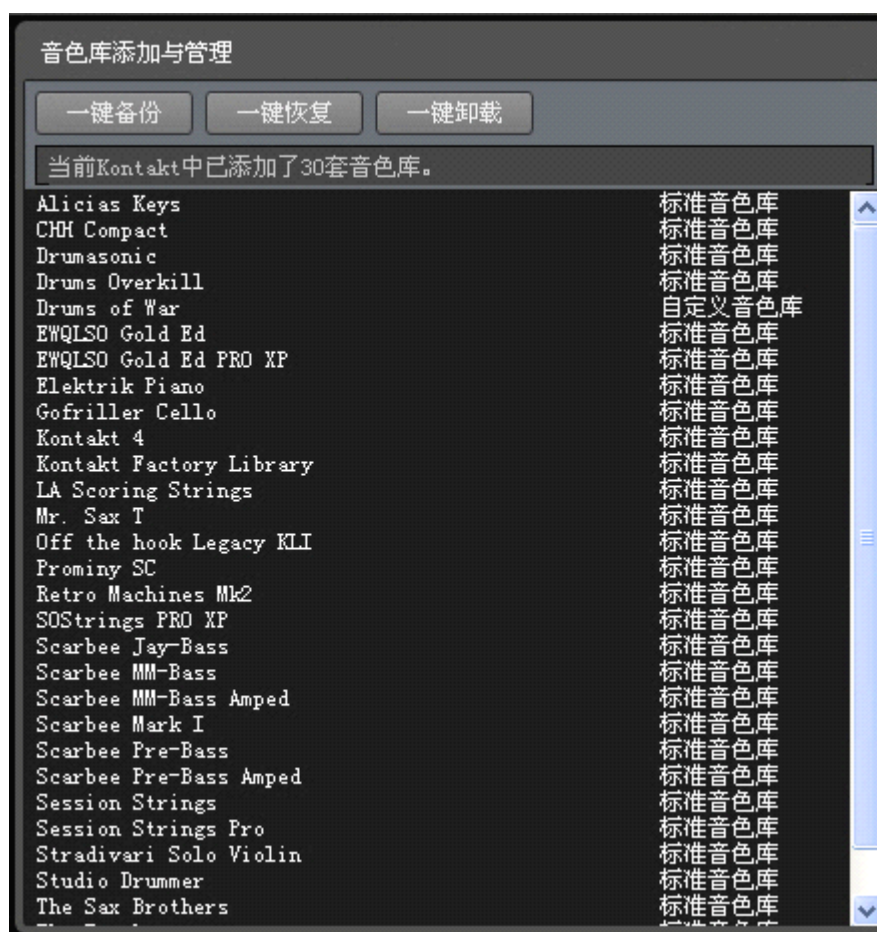 音色库添加与管理
一键备份 一键恢复 一键卸载
当前Kontakt中已添加了30套音色库。
Alicias Keys 标准音色库
CHH Compact 标准音色库
Drumasonic 标准音色库
Drums Overkill 标准音色库
Drums of War 自定义音色库
EWQLSO Gold Ed 标准音色库
EWQLSO Gold Ed PRO XP 标准音色库
Elektrik Piano 标准音色库
Gofriller Cello 标准音色库
Kontakt 4 标准音色库
Kontakt Factory Library 标准音色库
LA Scoring Strings 标准音色库
Mr. Sax T 标准音色库
Off the hook Legacy KLI 标准音色库
Prominy SC 标准音色库
Retro Machines Mk2 标准音色库
SOStrings PRO XP 标准音色库
Scarbee Jay-Bass 标准音色库
Scarbee MM-Bass 标准音色库
Scarbee MM-Bass Amped 标准音色库
Scarbee Mark I 标准音色库
Scarbee Pre-Bass 标准音色库
Scarbee Pre-Bass Amped 标准音色库
Session Strings 标准音色库
Session Strings Pro 标准音色库
Stradivari Solo Violin 标准音色库
Studio Drummer 标准音色库
The Sax Brothers 标准音色库